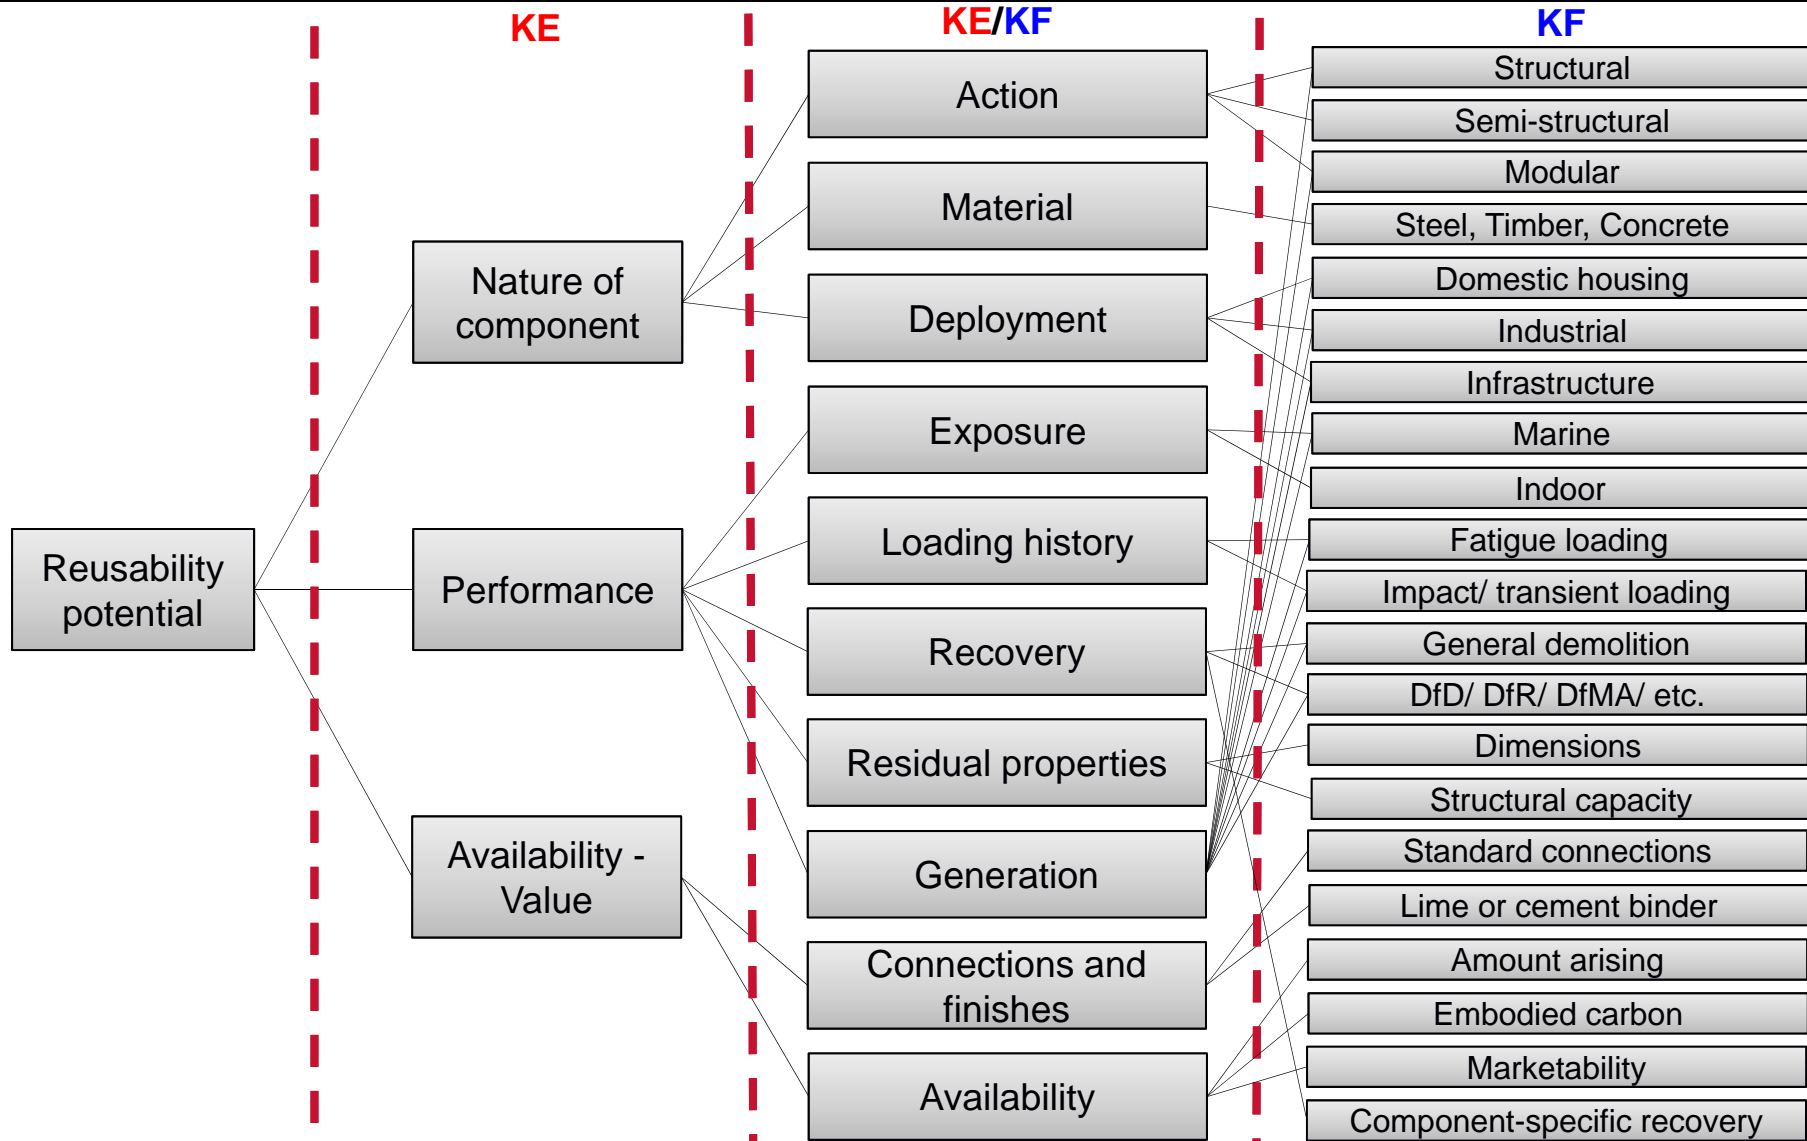 KE
KE/KF
KF
Reusability
potential
Nature of
component
Performance
Availability -
Value
Action
Material
Deployment
Exposure
Loading history
Recovery
Residual properties
Generation
Connections and
finishes
Availability
Structural
Semi-structural
Modular
Steel, Timber, Concrete
Domestic housing
Industrial
Infrastructure
Marine
Indoor
Fatigue loading
Impact/ transient loading
General demolition
DfD/ DfR/ DfMA/ etc.
Dimensions
Structural capacity
Standard connections
Lime or cement binder
Amount arising
Embodied carbon
Marketability
Component-specific recovery